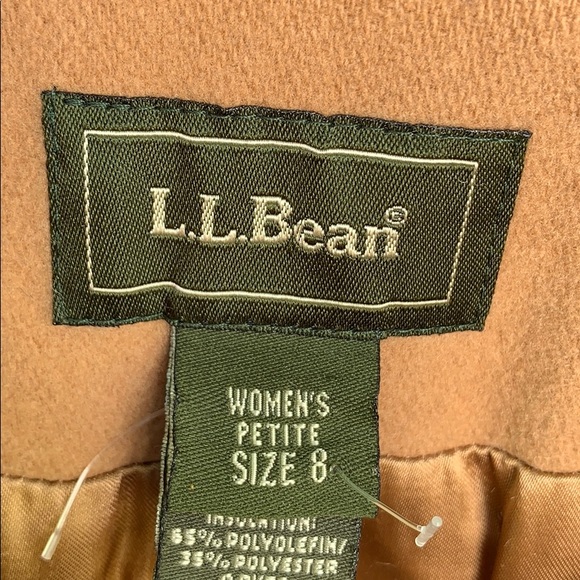 L.L.Bean®
WOMEN'S
PETITE
SIZE 8
INSULATION:
65% POLYOLEFIN/
35% POLYESTER